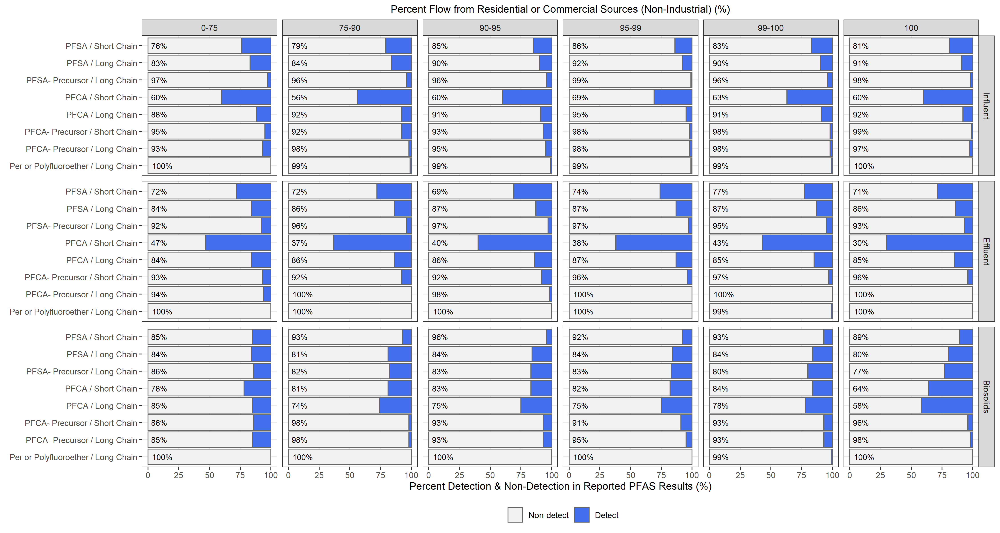 Percent Flow from Residential or Commercial Sources (Non-Industrial) (%)
0-75 75-90 90-95 95-99 99-100 100
PFSA / Short Chain 76% 79% 85% 86% 83% 81%
PFSA / Long Chain 83% 84% 90% 92% 90% 91%
PFSA- Precursor / Long Chain 97% 96% 96% 99% 96% 98%
PFCA / Short Chain 60% 56% 60% 69% 63% 60%
PFCA / Long Chain 88% 92% 91% 95% 91% 92%
PFCA- Precursor / Short Chain 95% 92% 93% 98% 98% 99%
PFCA- Precursor / Long Chain 93% 98% 95% 98% 98% 97%
Per or Polyfluoroether / Long Chain 100% 99% 99% 99% 99% 100%
Influent
PFSA / Short Chain 72% 72% 69% 74% 77% 71%
PFSA / Long Chain 84% 86% 87% 87% 87% 86%
PFSA- Precursor / Long Chain 92% 96% 97% 97% 95% 93%
PFCA / Short Chain 47% 37% 40% 38% 43% 30%
PFCA / Long Chain 84% 86% 86% 87% 85% 85%
PFCA- Precursor / Short Chain 93% 92% 92% 96% 97% 96%
PFCA- Precursor / Long Chain 94% 100% 98% 100% 100% 100%
Per or Polyfluoroether / Long Chain 100% 100% 100% 100% 99% 100%
Effluent
PFSA / Short Chain 85% 93% 96% 92% 93% 89%
PFSA / Long Chain 84% 81% 84% 84% 84% 80%
PFSA- Precursor / Long Chain 86% 82% 83% 83% 80% 77%
PFCA / Short Chain 78% 81% 83% 82% 84% 64%
PFCA / Long Chain 85% 74% 75% 75% 78% 58%
PFCA- Precursor / Short Chain 86% 98% 93% 91% 93% 96%
PFCA- Precursor / Long Chain 85% 98% 93% 95% 93% 98%
Per or Polyfluoroether / Long Chain 100% 100% 100% 100% 99% 100%
Biosolids
0 25 50 75 100 0 25 50 75 100 0 25 50 75 100 0 25 50 75 100 0 25 50 75 100 0 25 50 75 100
Percent Detection & Non-Detection in Reported PFAS Results (%)
Non-detect Detect